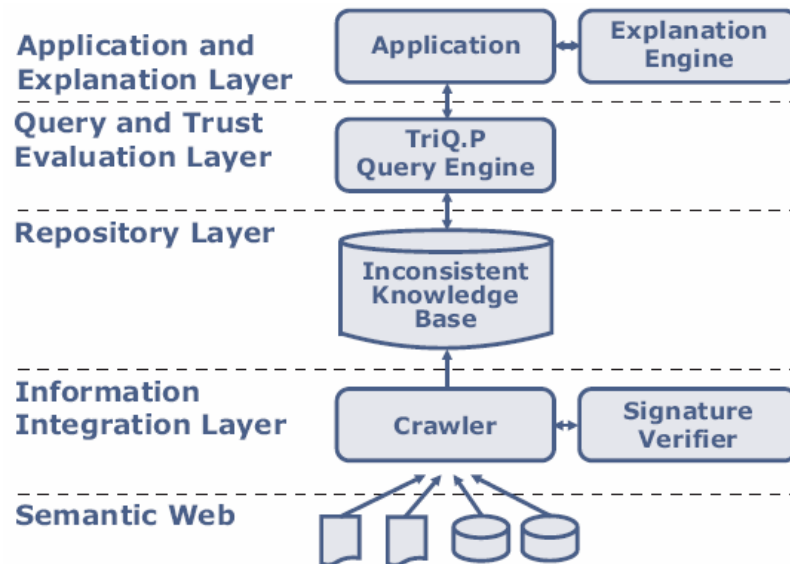 Application and
Explanation Layer
Application
Explanation
Engine
Query and Trust
Evaluation Layer
TriQ.P
Query Engine
Repository Layer
Inconsistent
Knowledge
Base
Information
Integration Layer
Crawler
Signature
Verifier
Semantic Web